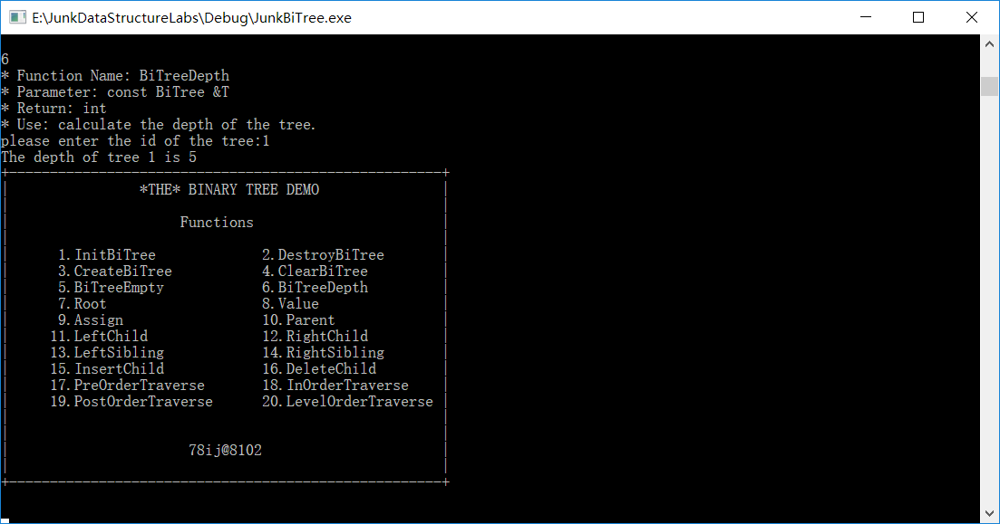 E:\JunkDataStructureLabs\Debug\JunkBiTree.exe
6
* Function Name: BiTreeDepth
* Parameter: const BiTree &T
* Return: int
* Use: calculate the depth of the tree.
please enter the id of the tree:1
The depth of tree 1 is 5
*THE* BINARY TREE DEMO
Functions
1.InitBiTree 2.DestroyBiTree
3.CreateBiTree 4.ClearBiTree
5.BiTreeEmpty 6.BiTreeDepth
7.Root 8.Value
9.Assign 10.Parent
11.LeftChild 12.RightChild
13.LeftSibling 14.RightSibling
15.InsertChild 16.DeleteChild
17.PreOrderTraverse 18.InOrderTraverse
19.PostOrderTraverse 20.LevelOrderTraverse
78ij@8102